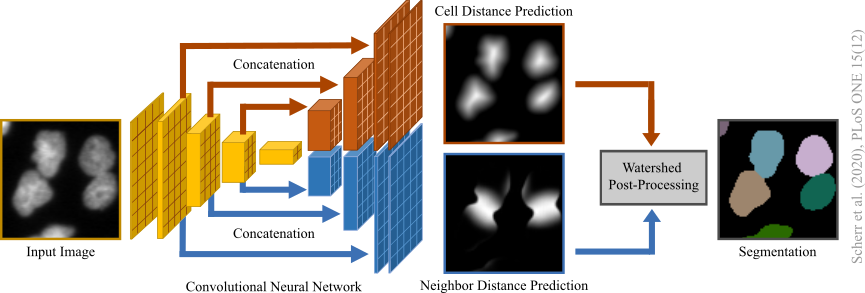 Cell Distance Prediction
Concatenation
Watershed
Post-Processing
Input Image
Concatenation
Segmentation
Convolutional Neural Network
Neighbor Distance Prediction
Scherr et al. (2020), PLoS ONE 15(12)